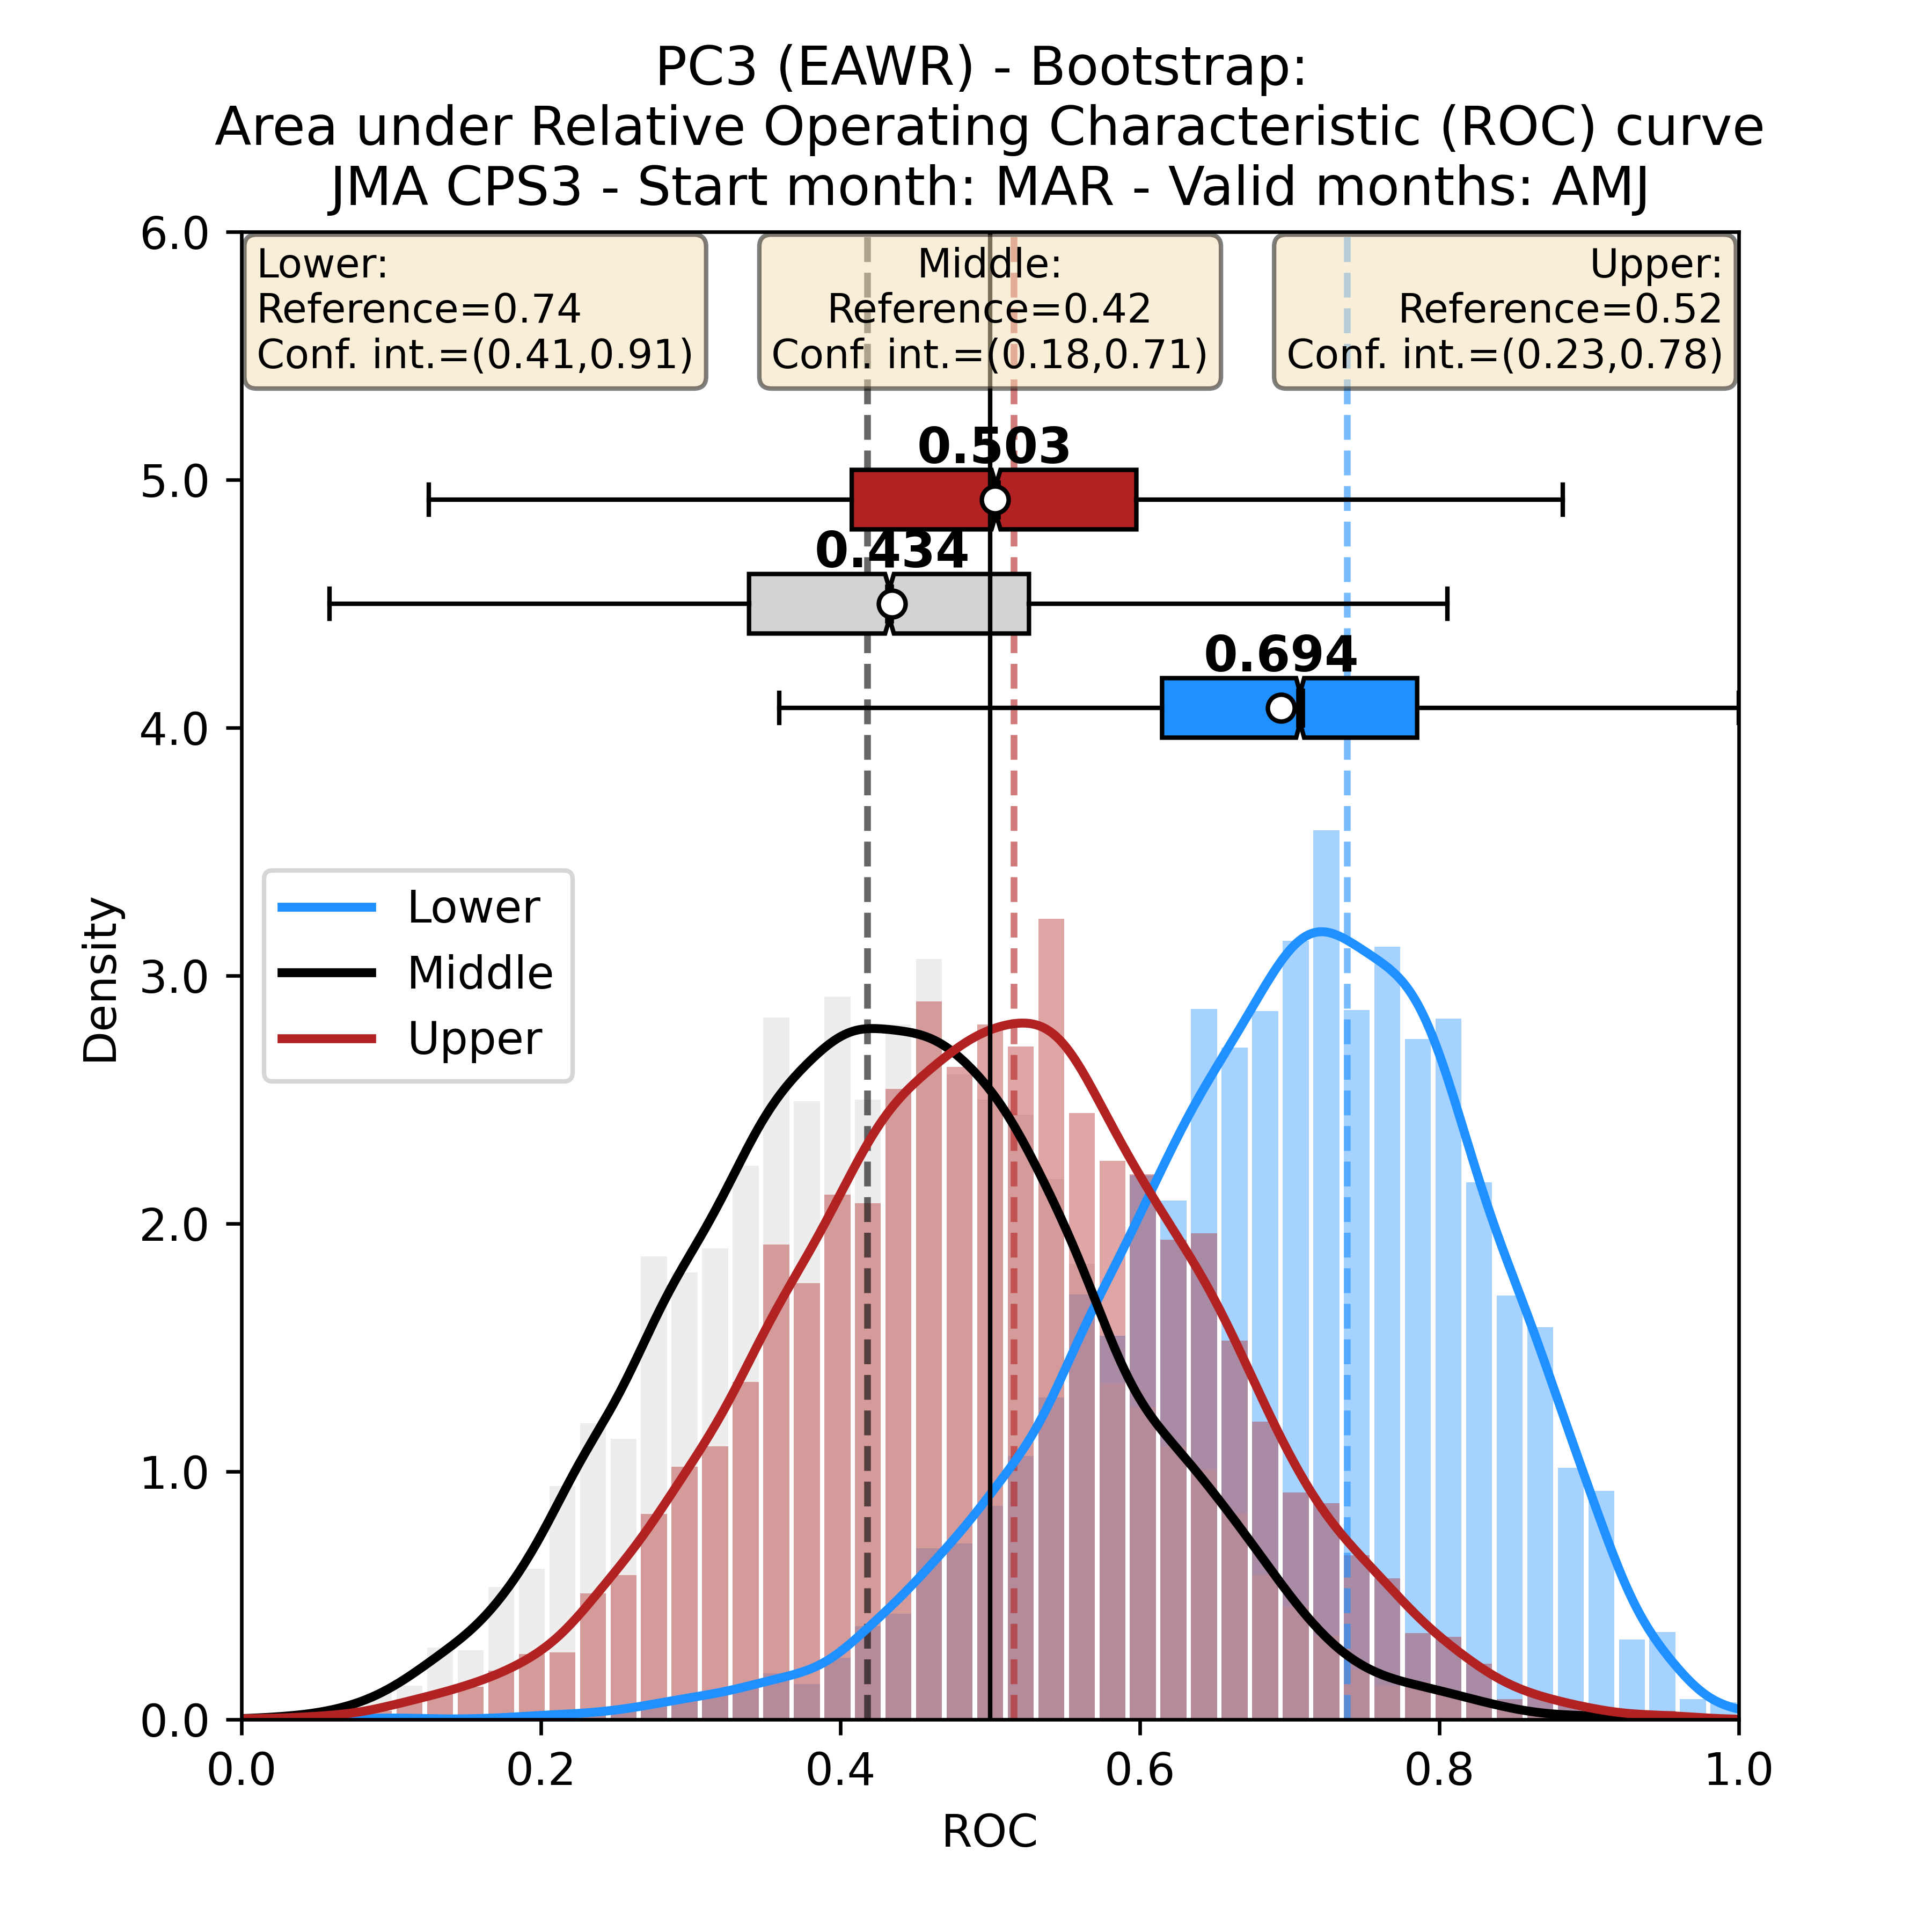 PC3 (EAWR) - Bootstrap:
Area under Relative Operating Characteristic (ROC) curve
JMA CPS3 - Start month: MAR - Valid months: AMJ
Lower:
Reference=0.74
Conf. int.=(0.41,0.91)
Middle:
Reference=0.42
Conf. int.=(0.18,0.71)
Upper:
Reference=0.52
Conf. int.=(0.23,0.78)
0.503
0.434
0.694
Lower
Middle
Upper
Density
6.0
5.0
4.0
3.0
2.0
1.0
0.0
0.0 0.2 0.4 0.6 0.8 1.0
ROC